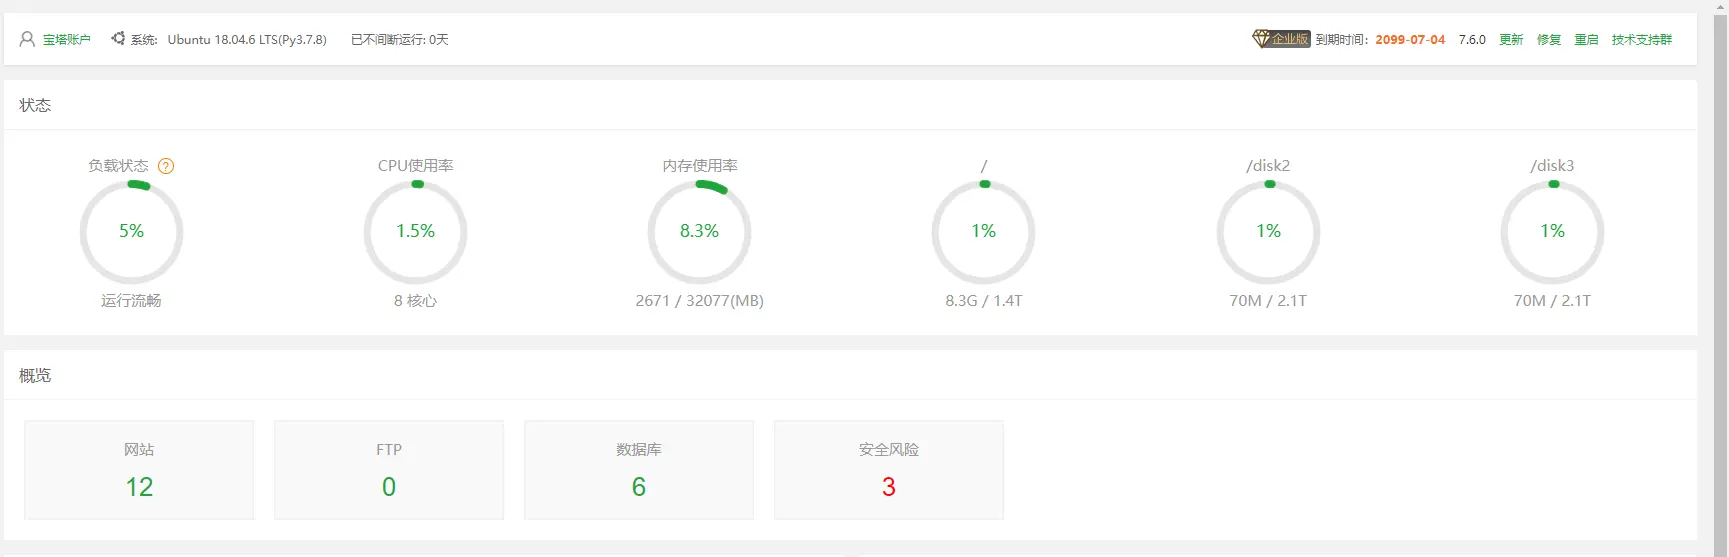 宝塔账户 系统: Ubuntu 18.04.6 LTS(Py3.7.8) 已不间断运行: 0天 企业版 到期时间: 2099-07-04 7.6.0 更新 修复 重启 技术支持群
状态
负载状态 ? CPU使用率 内存使用率 / /disk2 /disk3
5% 1.5% 8.3% 1% 1% 1%
运行流畅 8 核心 2671 / 32077(MB) 8.3G / 1.4T 70M / 2.1T 70M / 2.1T
概览
网站 FTP 数据库 安全风险
12 0 6 3